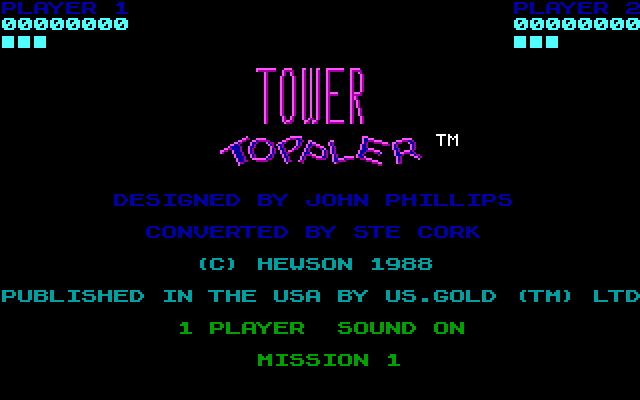 PLAYER 1 PLAYER 2
00000000 00000000
TOWER
TOPPLER TM
DESIGNED BY JOHN PHILLIPS
CONVERTED BY STE CORK
(C) HEWSON 1988
PUBLISHED IN THE USA BY US.GOLD (TM) LTD
1 PLAYER SOUND ON
MISSION 1